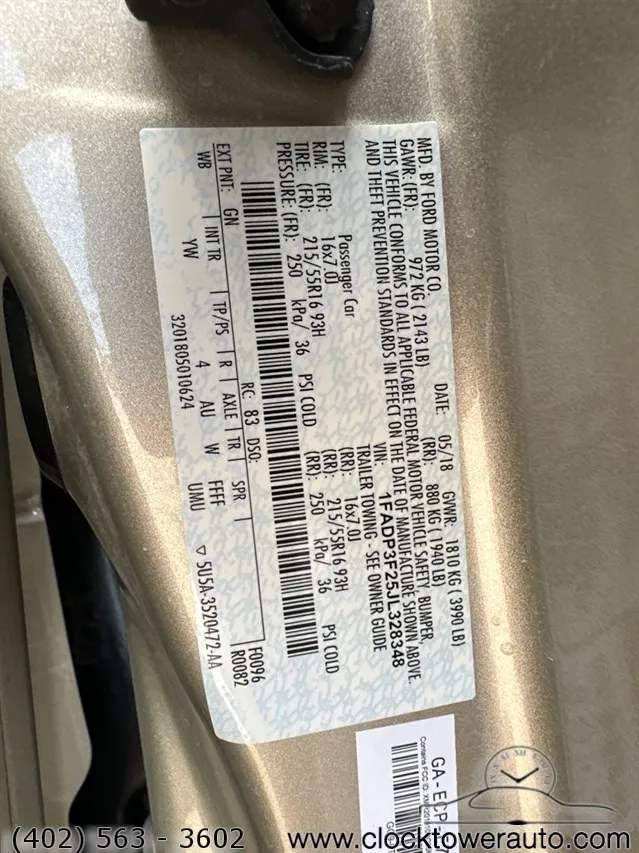 MFD. BY FORD MOTOR CO.
DATE: 05/18 GVWR: 1810 KG ( 3990 LB)
GAWR: (FR): 972 KG ( 2143 LB) (RR): 880 KG ( 1940 LB)
THIS VEHICLE CONFORMS TO ALL APPLICABLE FEDERAL MOTOR VEHICLE SAFETY, BUMPER,
AND THEFT PREVENTION STANDARDS IN EFFECT ON THE DATE OF MANUFACTURE SHOWN ABOVE.
VIN: 1FADP3F25JL328348
TYPE: Passenger Car TRAILER TOWING - SEE OWNER GUIDE
RIM: (FR): 16x7.0J (RR): 16x7.0J
TIRE: (FR): 215/55R16 93H (RR): 215/55R16 93H
PRESSURE: (FR): 250 kPa/ 36 PSI COLD (RR): 250 kPa/ 36 PSI COLD
F0096
EXT PNT: GN RC: 83 DSO: R0082
WB INT TR TP/PS R AXLE TR SPR
YW 4 AU W FFFF UMU 5U5A-3520472-AA
3201805010624
GA-ECP
Contains FCC ID:
(402) 563 - 3602 www.clocktowerauto.com